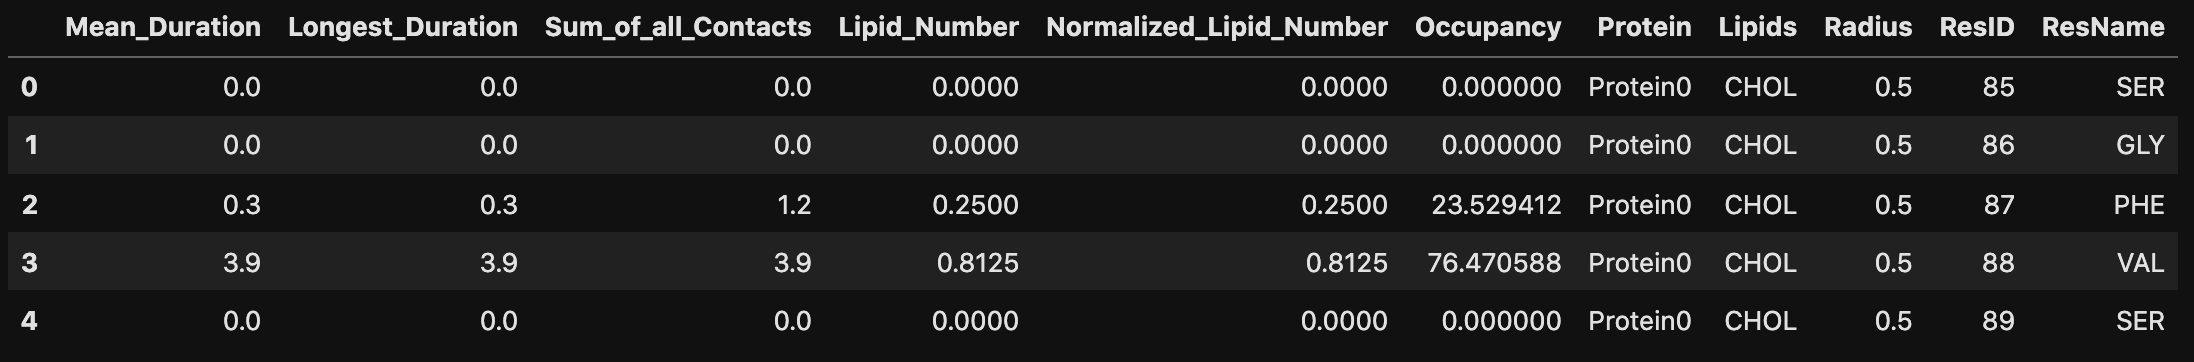 Mean_Duration Longest_Duration Sum_of_all_Contacts Lipid_Number Normalized_Lipid_Number Occupancy Protein Lipids Radius ResID ResName
0 0.0 0.0 0.0 0.0000 0.0000 0.000000 Protein0 CHOL 0.5 85 SER
1 0.0 0.0 0.0 0.0000 0.0000 0.000000 Protein0 CHOL 0.5 86 GLY
2 0.3 0.3 1.2 0.2500 0.2500 23.529412 Protein0 CHOL 0.5 87 PHE
3 3.9 3.9 3.9 0.8125 0.8125 76.470588 Protein0 CHOL 0.5 88 VAL
4 0.0 0.0 0.0 0.0000 0.0000 0.000000 Protein0 CHOL 0.5 89 SER